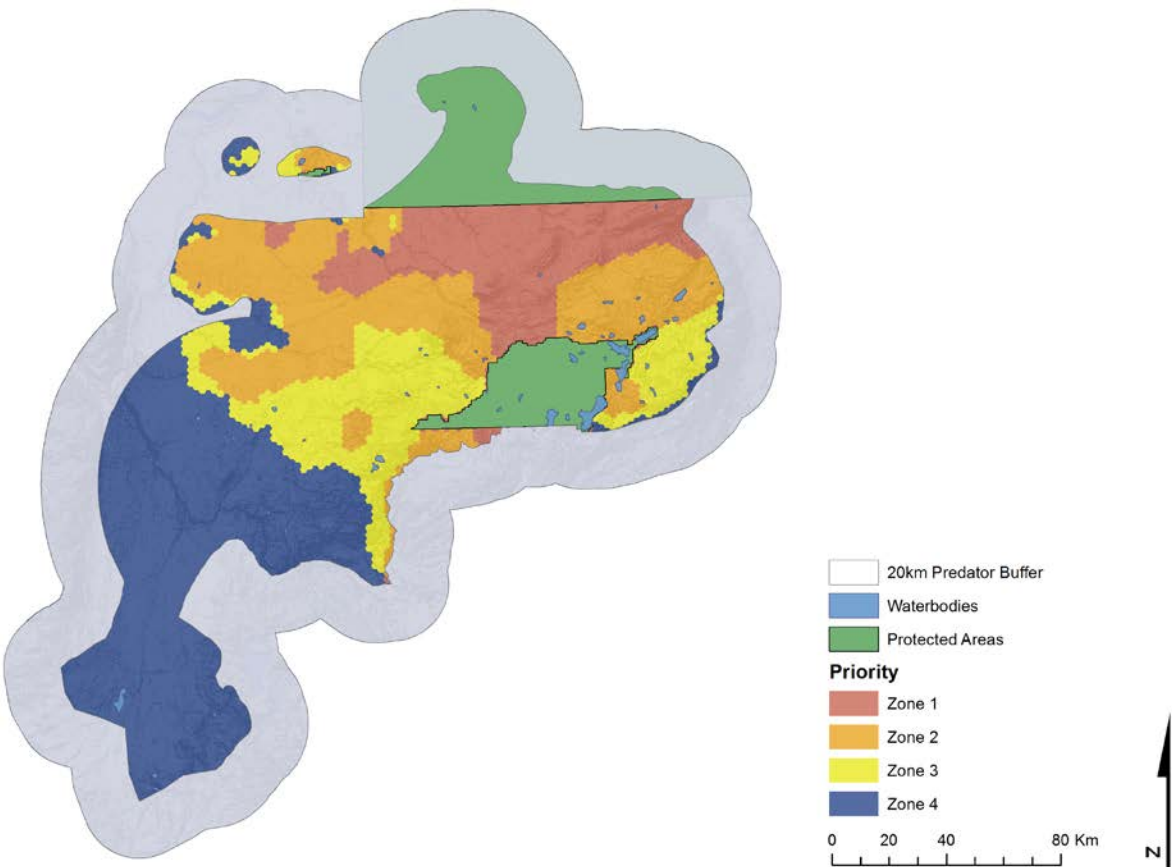 20km Predator Buffer
Waterbodies
Protected Areas
Priority
Zone 1
Zone 2
Zone 3
Zone 4
0 20 40 80 Km
N